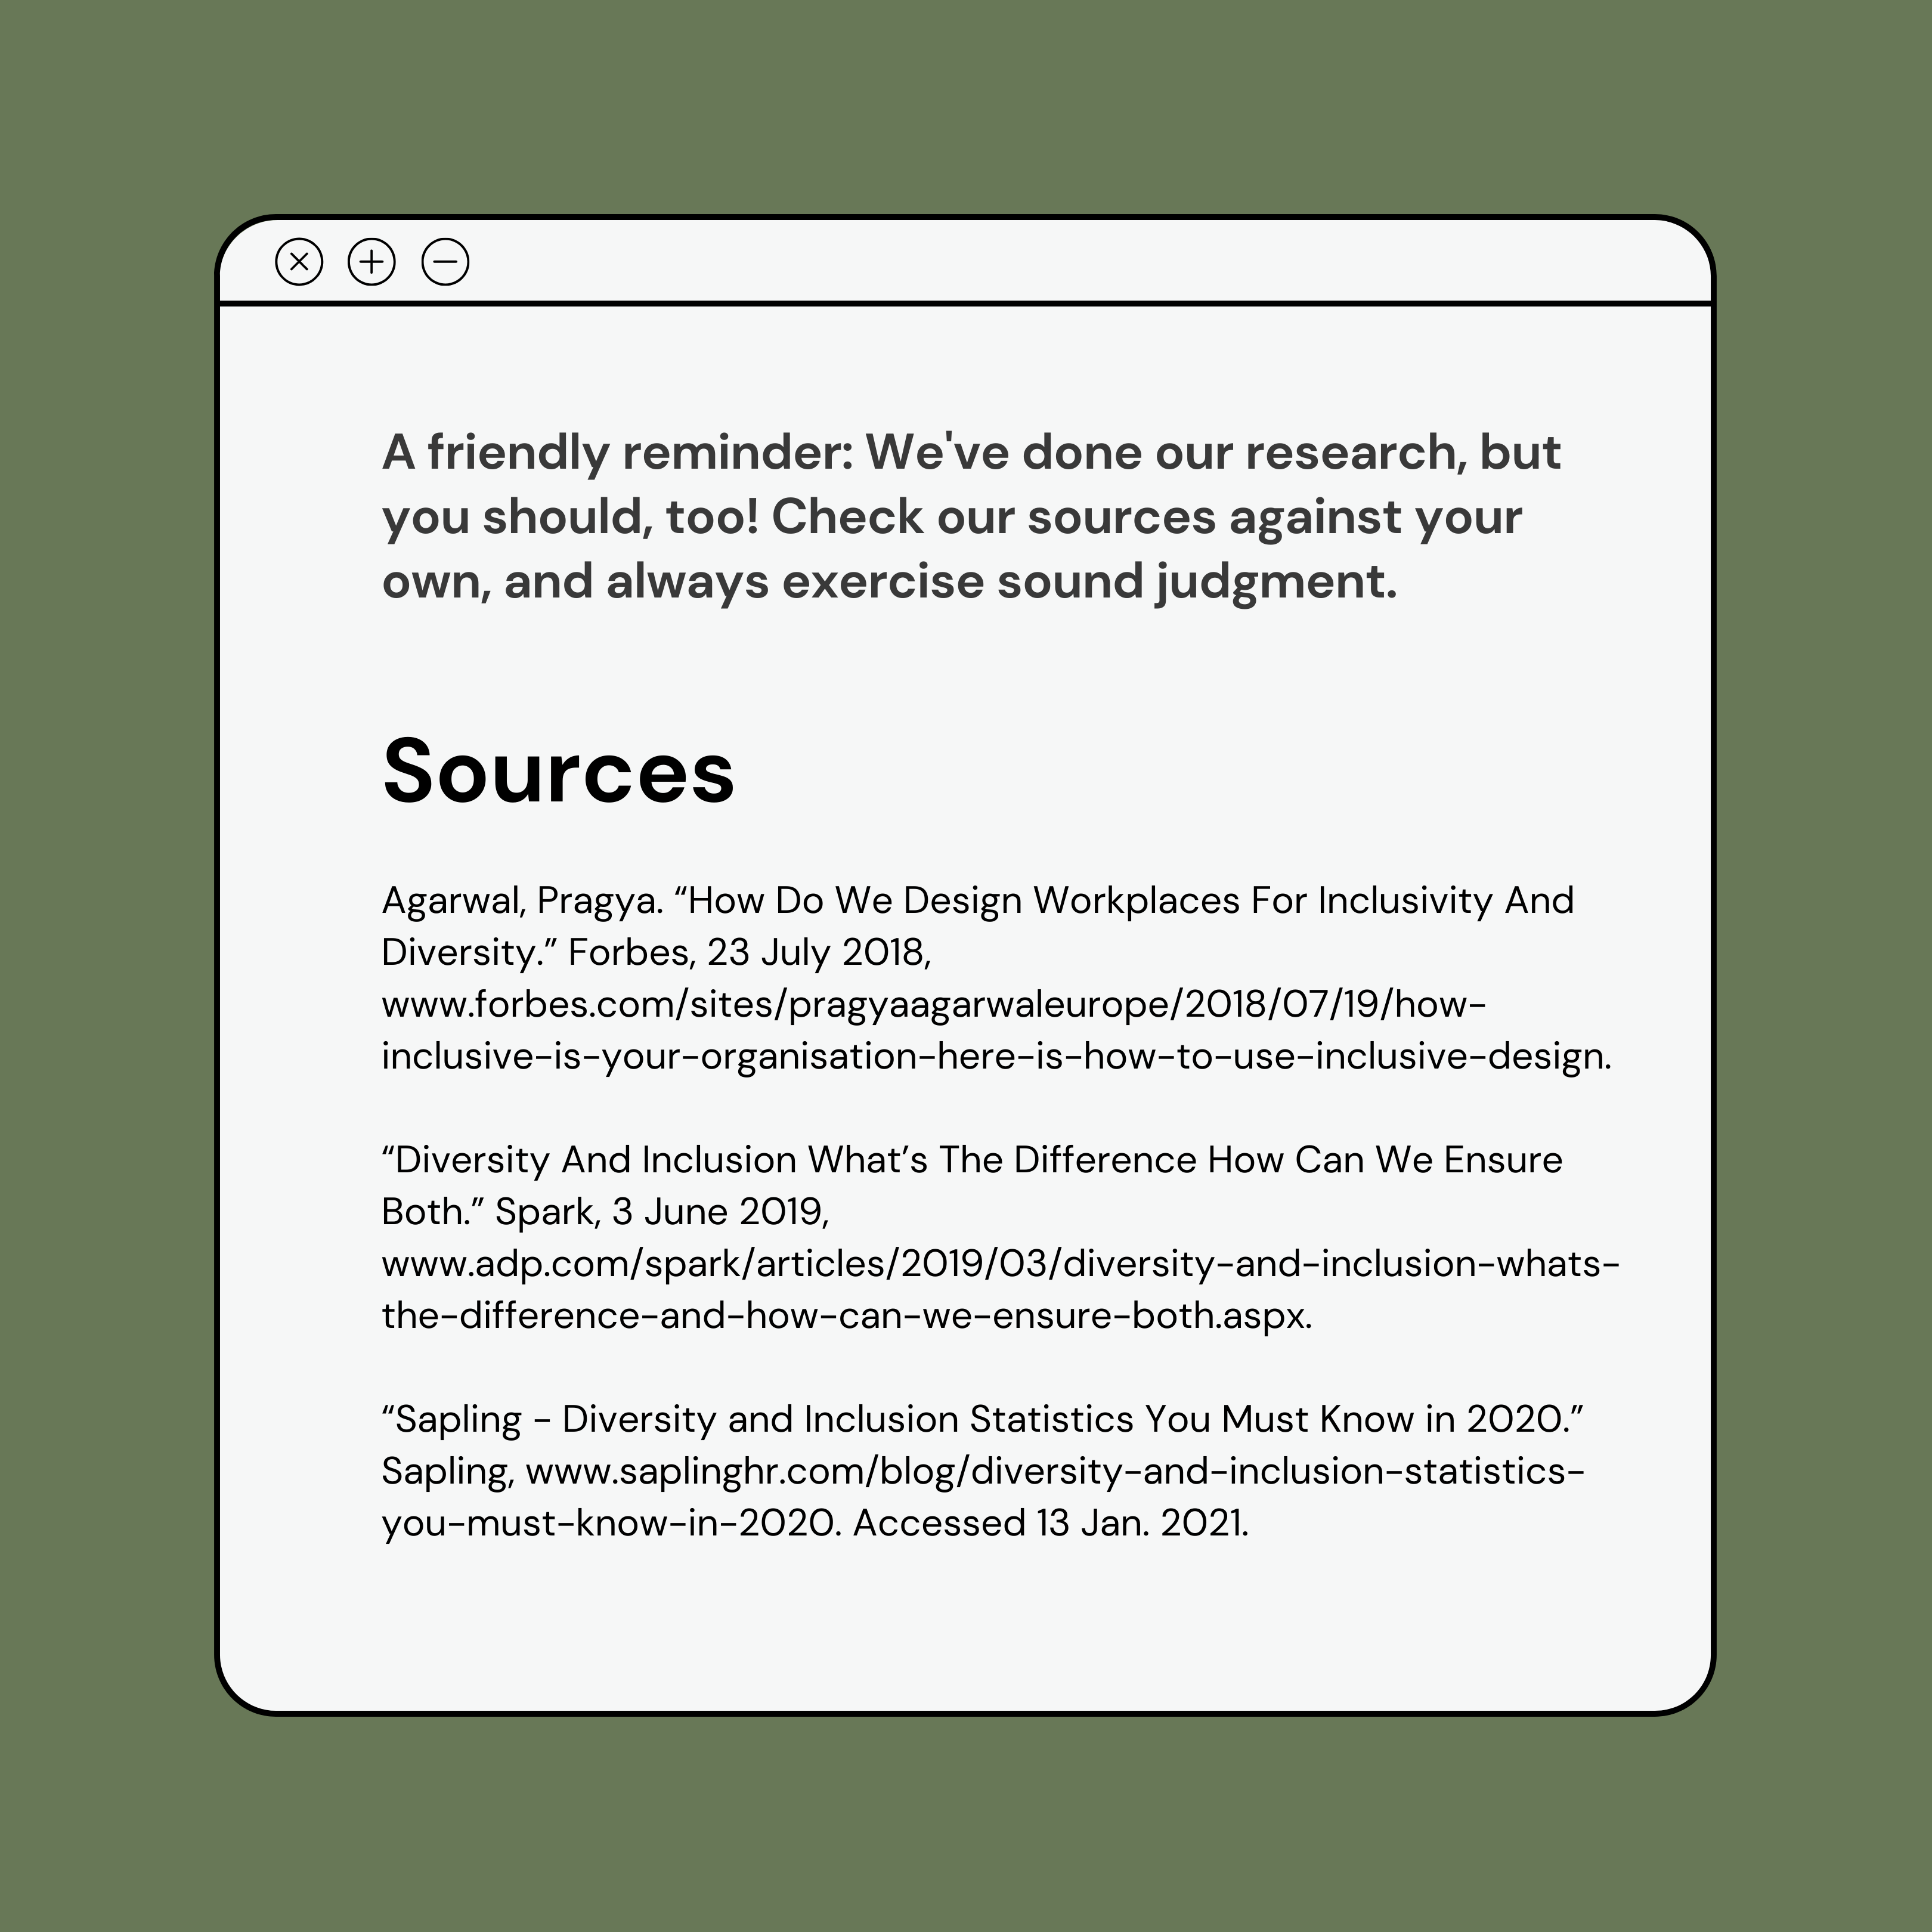 A friendly reminder: We've done our research, but
you should, too! Check our sources against your
own, and always exercise sound judgment.
Sources
Agarwal, Pragya. “How Do We Design Workplaces For Inclusivity And
Diversity.” Forbes, 23 July 2018,
www.forbes.com/sites/pragyaagarwaleurope/2018/07/19/how-
inclusive-is-your-organisation-here-is-how-to-use-inclusive-design.
“Diversity And Inclusion What’s The Difference How Can We Ensure
Both.” Spark, 3 June 2019,
www.adp.com/spark/articles/2019/03/diversity-and-inclusion-whats-
the-difference-and-how-can-we-ensure-both.aspx.
“Sapling - Diversity and Inclusion Statistics You Must Know in 2020.”
Sapling, www.saplinghr.com/blog/diversity-and-inclusion-statistics-
you-must-know-in-2020. Accessed 13 Jan. 2021.